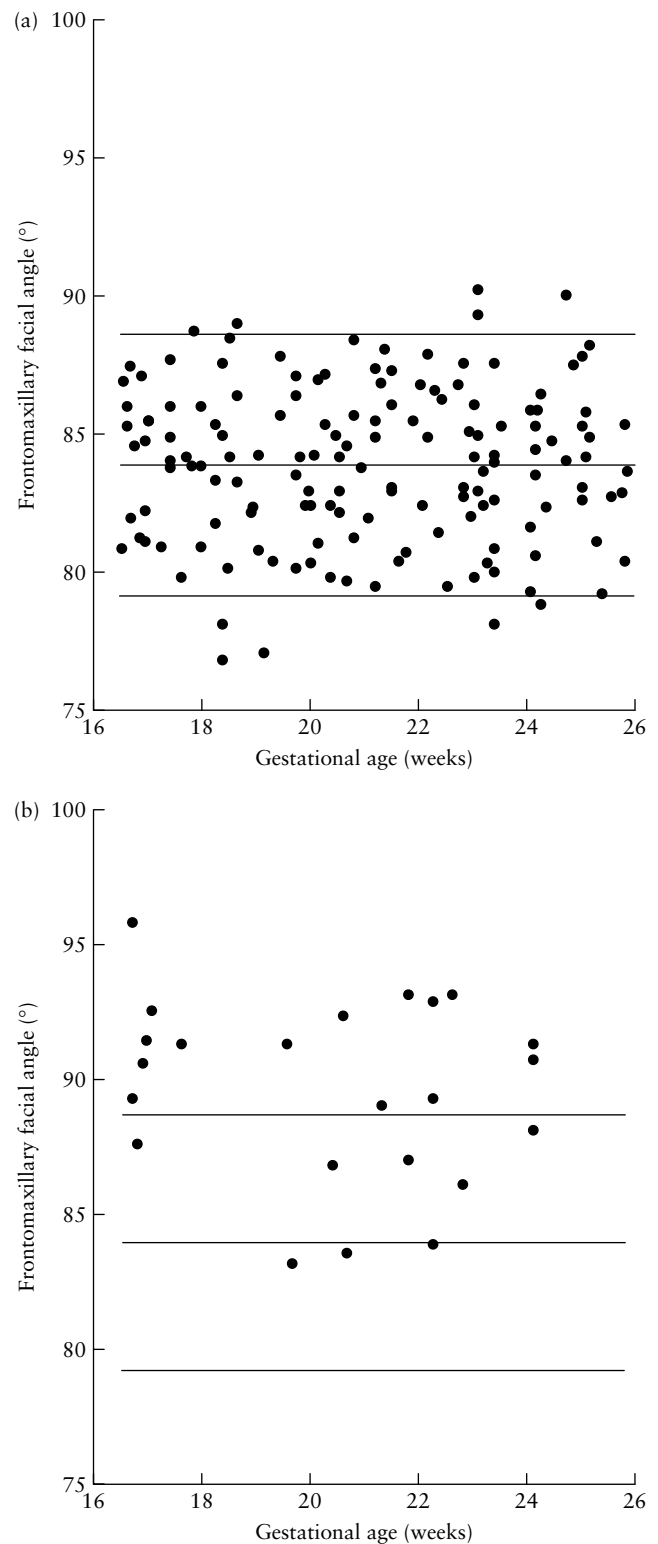 (a) 100
95
90
85
80
75
16 18 20 22 24 26
Gestational age (weeks)
Frontomaxillary facial angle (°)
(b) 100
95
90
85
80
75
16 18 20 22 24 26
Gestational age (weeks)
Frontomaxillary facial angle (°)